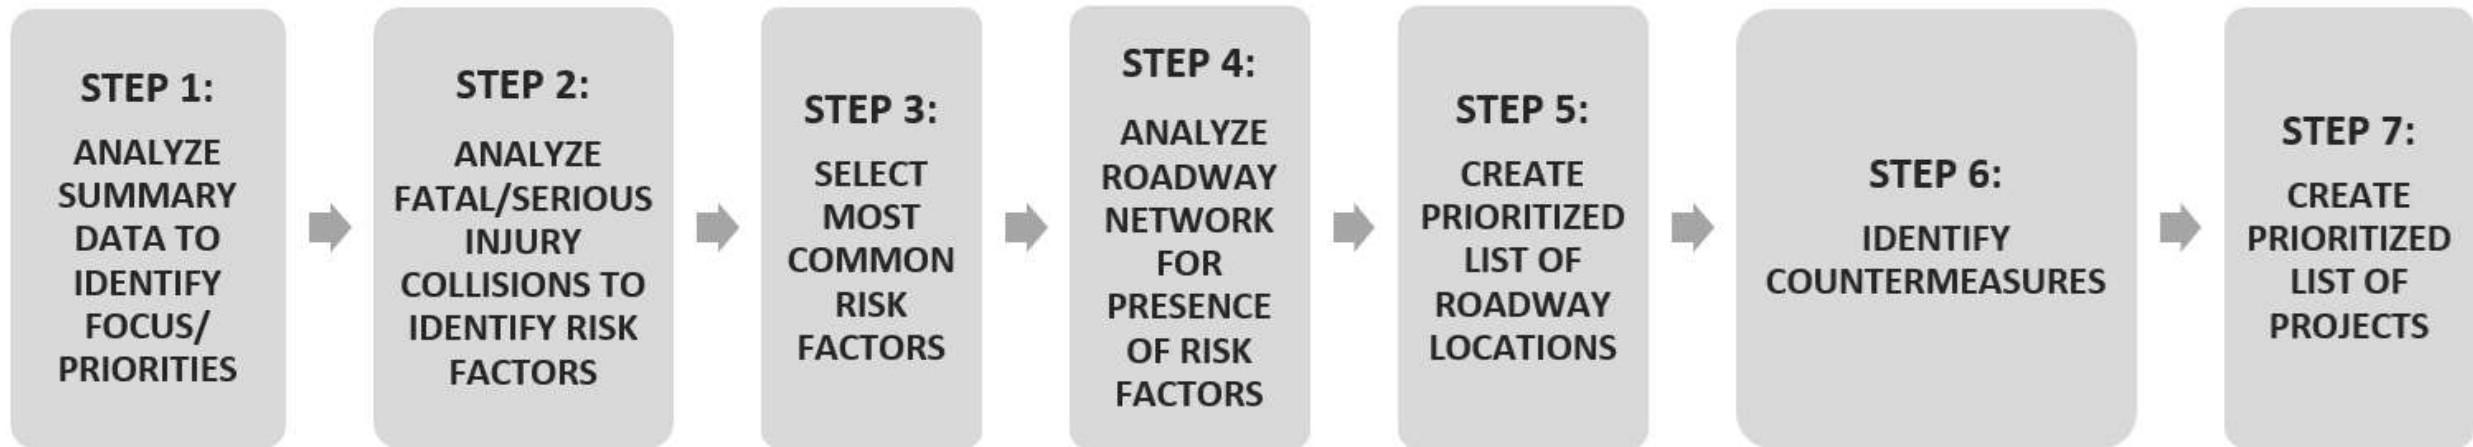 STEP 1:
ANALYZE
SUMMARY
DATA TO
IDENTIFY
FOCUS/
PRIORITIES
STEP 2:
ANALYZE
FATAL/SERIOUS
INJURY
COLLISIONS TO
IDENTIFY RISK
FACTORS
STEP 3:
SELECT
MOST
COMMON
RISK
FACTORS
STEP 4:
ANALYZE
ROADWAY
NETWORK
FOR
PRESENCE
OF RISK
FACTORS
STEP 5:
CREATE
PRIORITIZED
LIST OF
ROADWAY
LOCATIONS
STEP 6:
IDENTIFY
COUNTERMEASURES
STEP 7:
CREATE
PRIORITIZED
LIST OF
PROJECTS